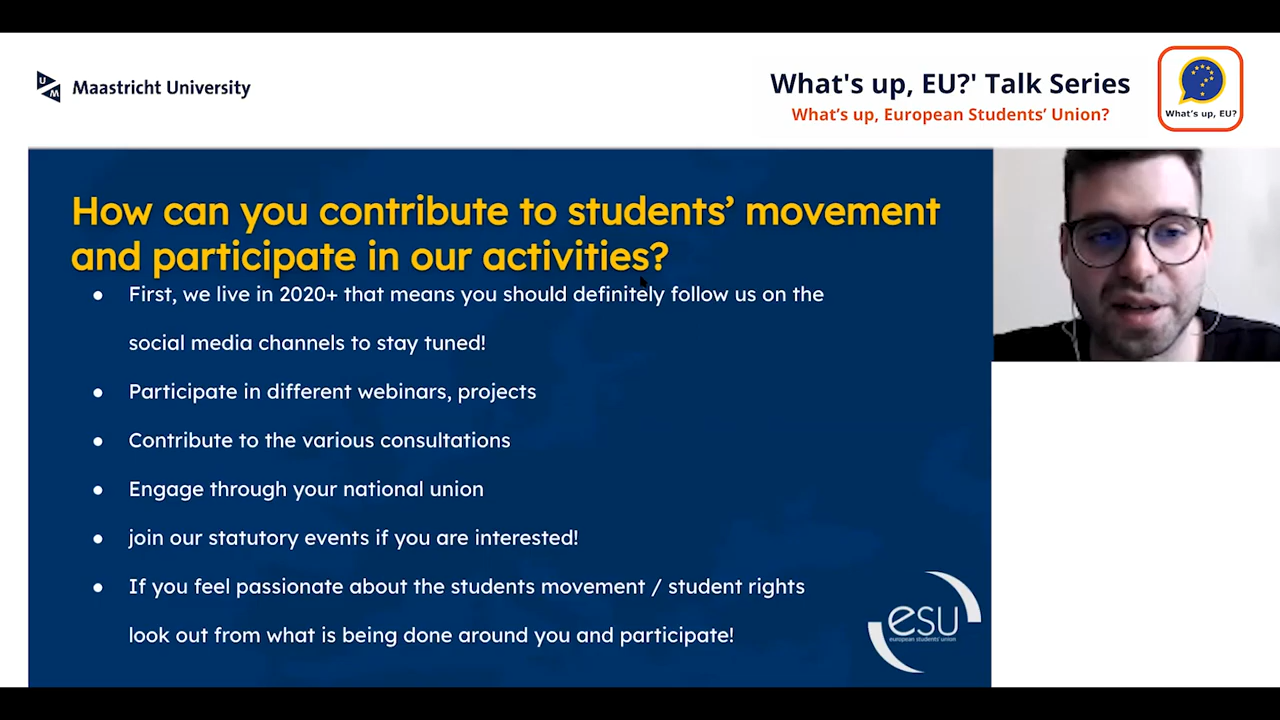 UM
Maastricht University
What's up, EU?' Talk Series
What’s up, European Students’ Union?
What’s up, EU?
How can you contribute to students’ movement
and participate in our activities?
● First, we live in 2020+ that means you should definitely follow us on the
social media channels to stay tuned!
● Participate in different webinars, projects
● Contribute to the various consultations
● Engage through your national union
● join our statutory events if you are interested!
● If you feel passionate about the students movement / student rights
look out from what is being done around you and participate!
esu
european students' union